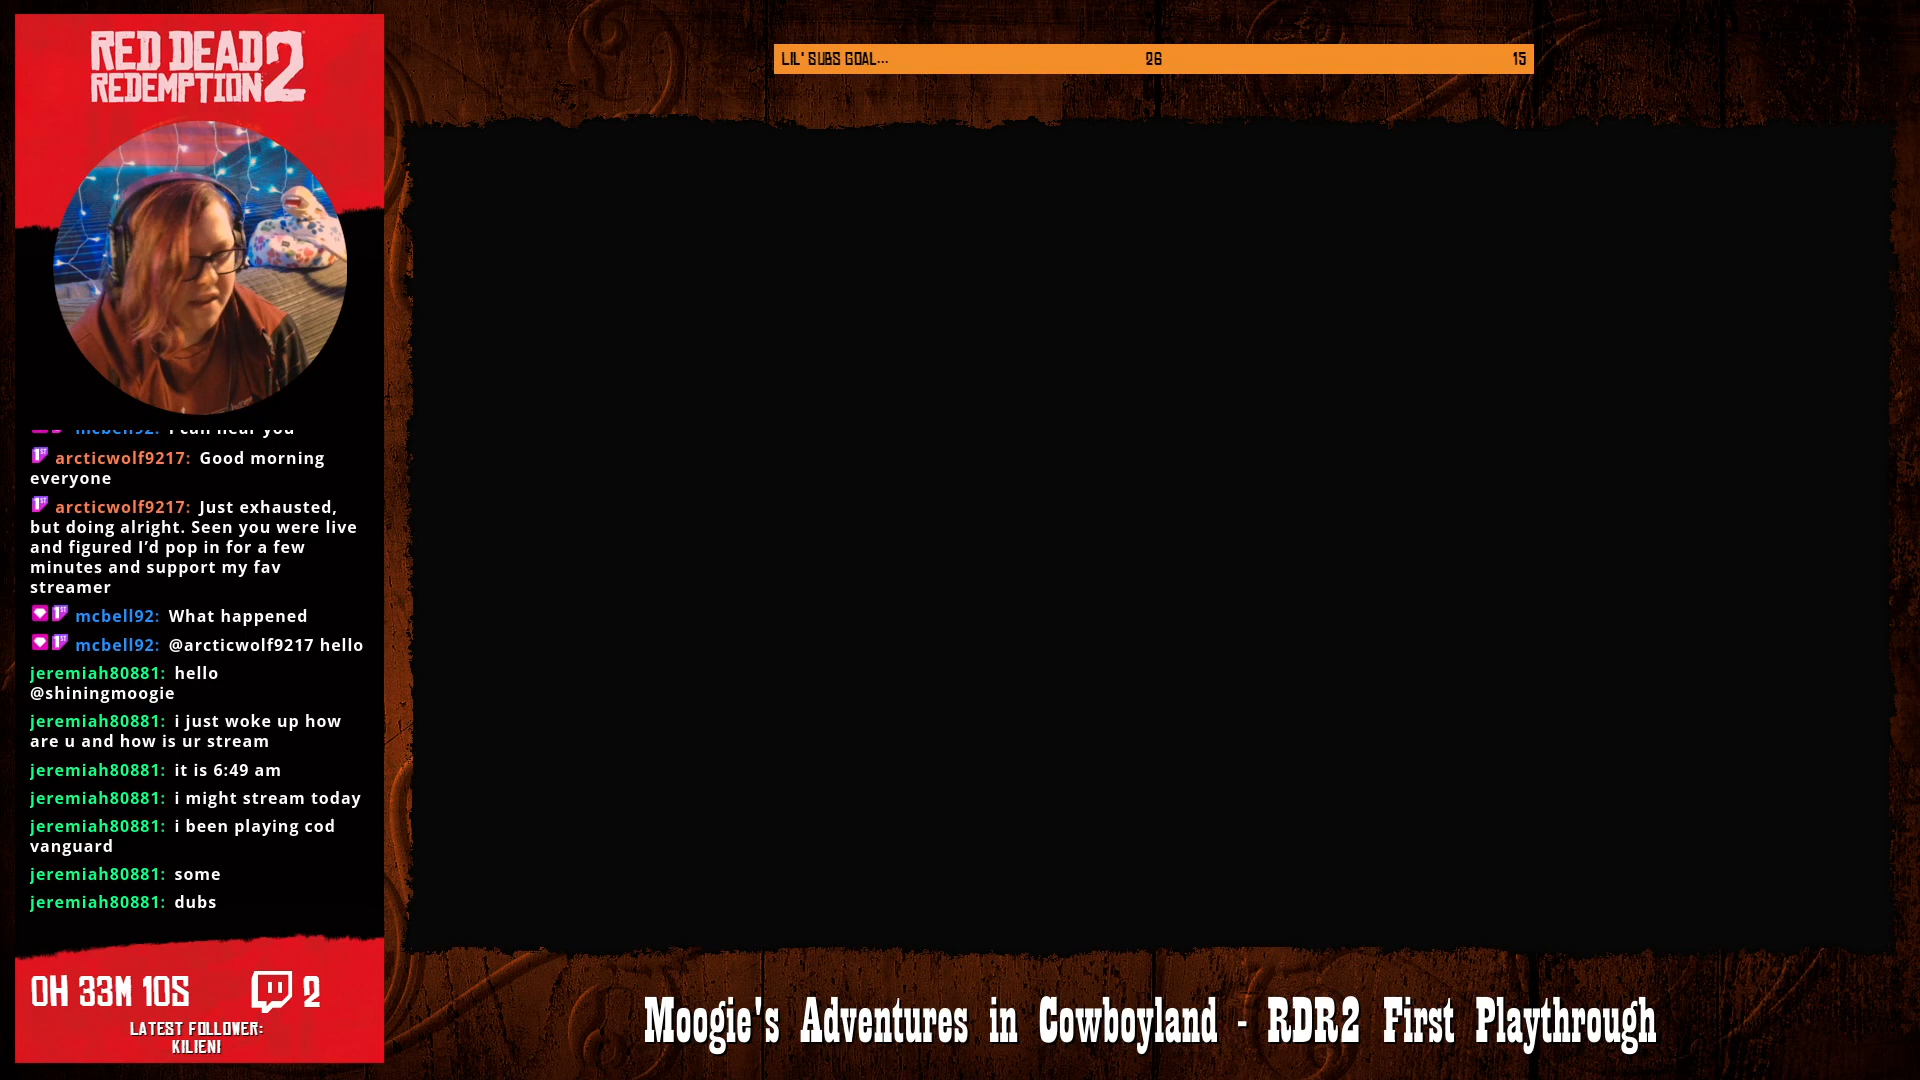 RED DEAD
REDEMPTION 2
LIL' SUBS GOAL... 26 15
mcbell92: I can hear you
arcticwolf9217: Good morning
everyone
arcticwolf9217: Just exhausted,
but doing alright. Seen you were live
and figured I’d pop in for a few
minutes and support my fav
streamer
mcbell92: What happened
mcbell92: @arcticwolf9217 hello
jeremiah80881: hello
@shiningmoogie
jeremiah80881: i just woke up how
are u and how is ur stream
jeremiah80881: it is 6:49 am
jeremiah80881: i might stream today
jeremiah80881: i been playing cod
vanguard
jeremiah80881: some
jeremiah80881: dubs
0H 33M 10S 2
LATEST FOLLOWER:
KILIENI
Moogie's Adventures in Cowboyland - RDR2 First Playthrough